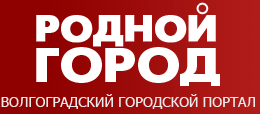 РОДНОЙ
ГОРОД
ВОЛГОГРАДСКИЙ ГОРОДСКОЙ ПОРТАЛ